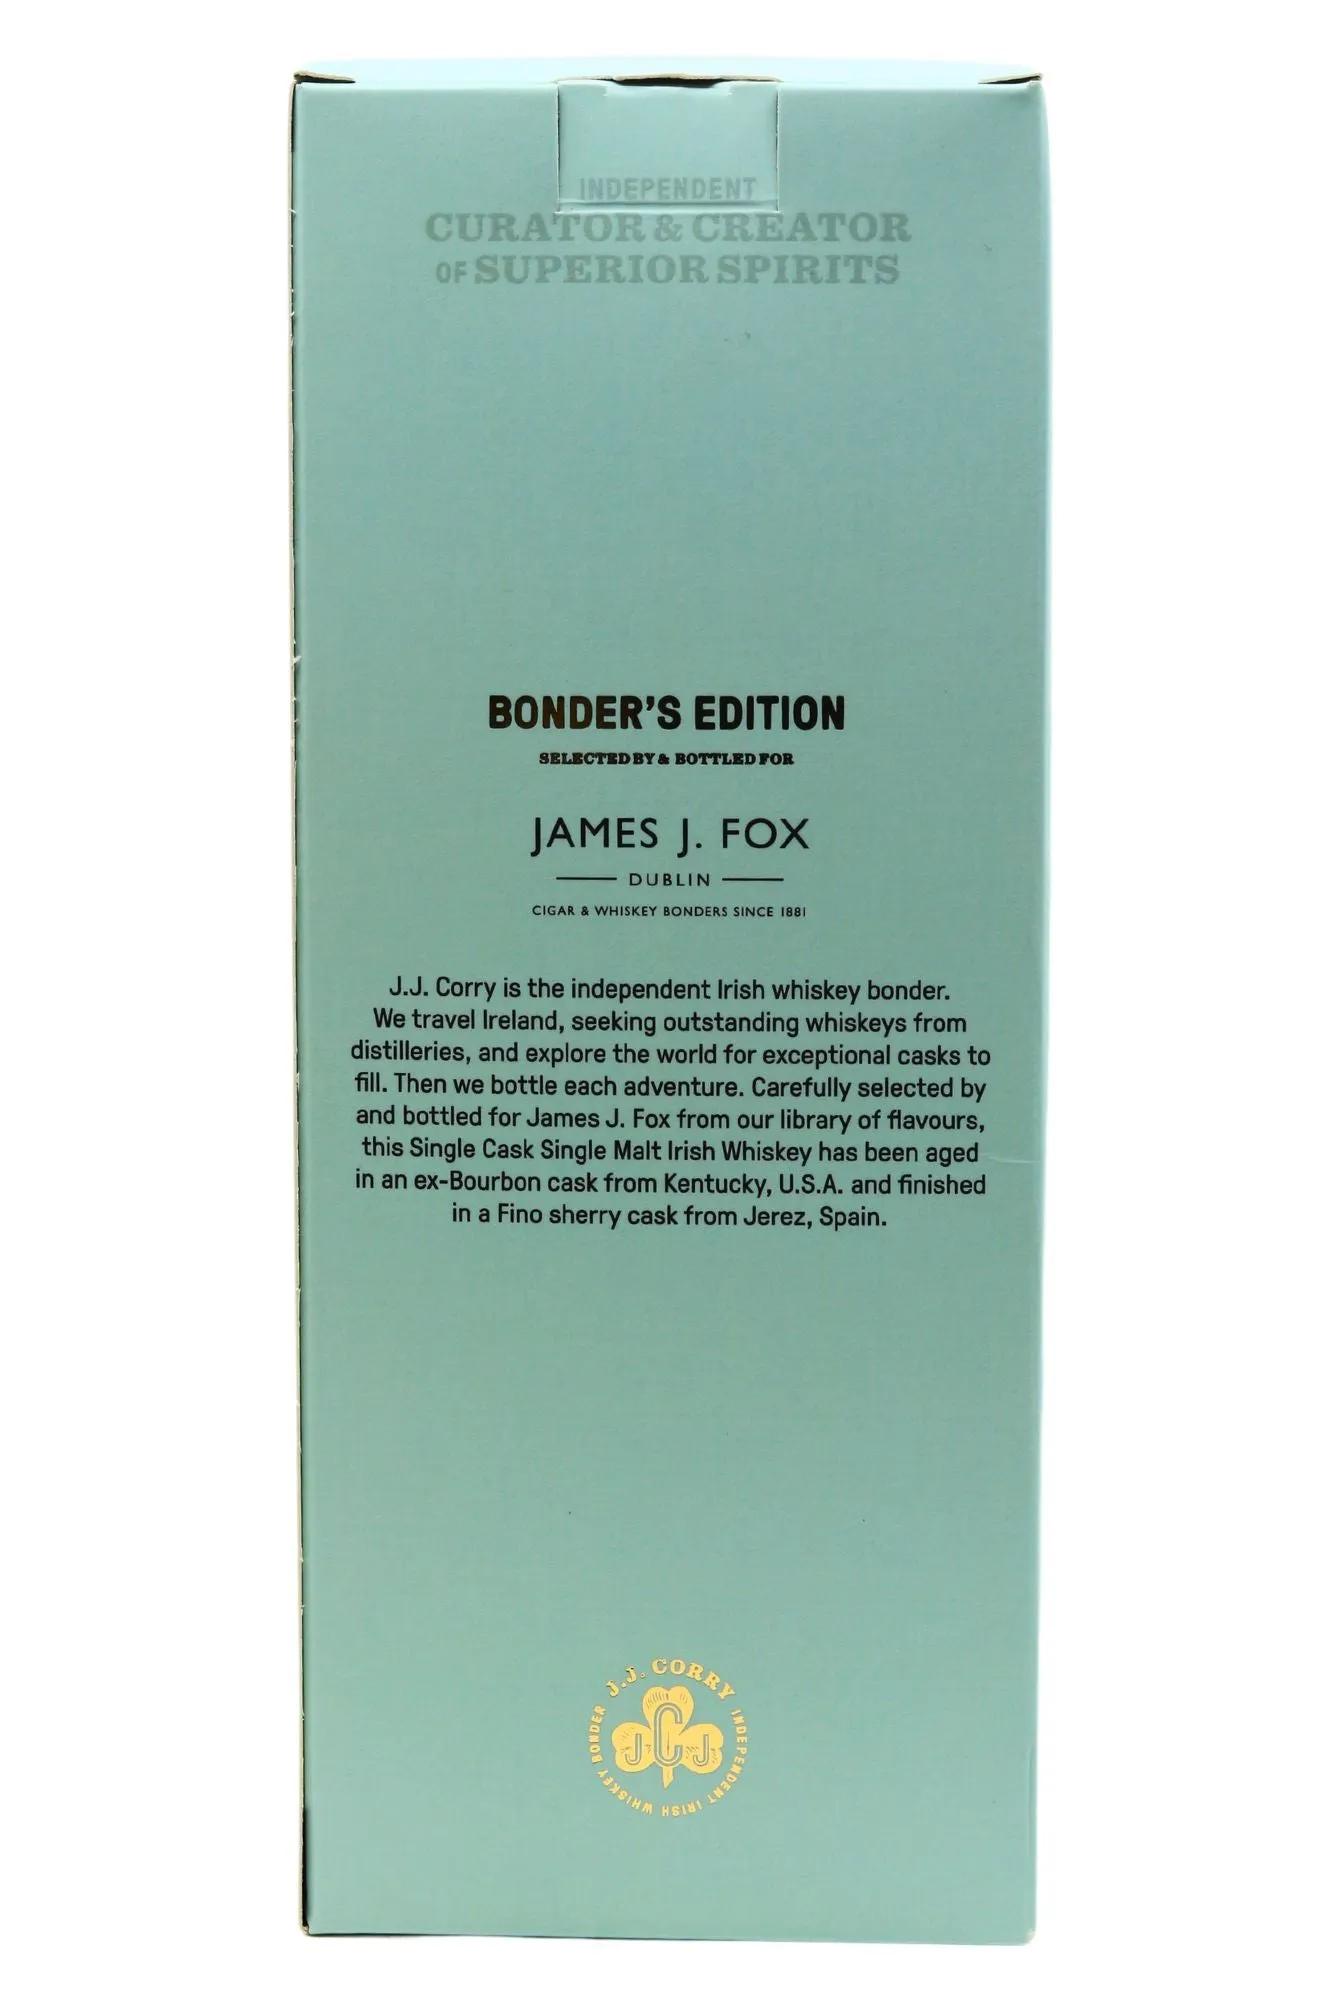 INDEPENDENT
CURATOR & CREATOR
OF SUPERIOR SPIRITS
BONDER'S EDITION
SELECTED BY & BOTTLED FOR
JAMES J. FOX
DUBLIN
CIGAR & WHISKEY BONDERS SINCE 1881
J.J. Corry is the independent Irish whiskey bonder.
We travel Ireland, seeking outstanding whiskeys from
distilleries, and explore the world for exceptional casks to
fill. Then we bottle each adventure. Carefully selected by
and bottled for James J. Fox from our library of flavours,
this Single Cask Single Malt Irish Whiskey has been aged
in an ex-Bourbon cask from Kentucky, U.S.A. and finished
in a Fino sherry cask from Jerez, Spain.
J.J. CORRY
INDEPENDENT IRISH WHISKEY BONDER
JCJ